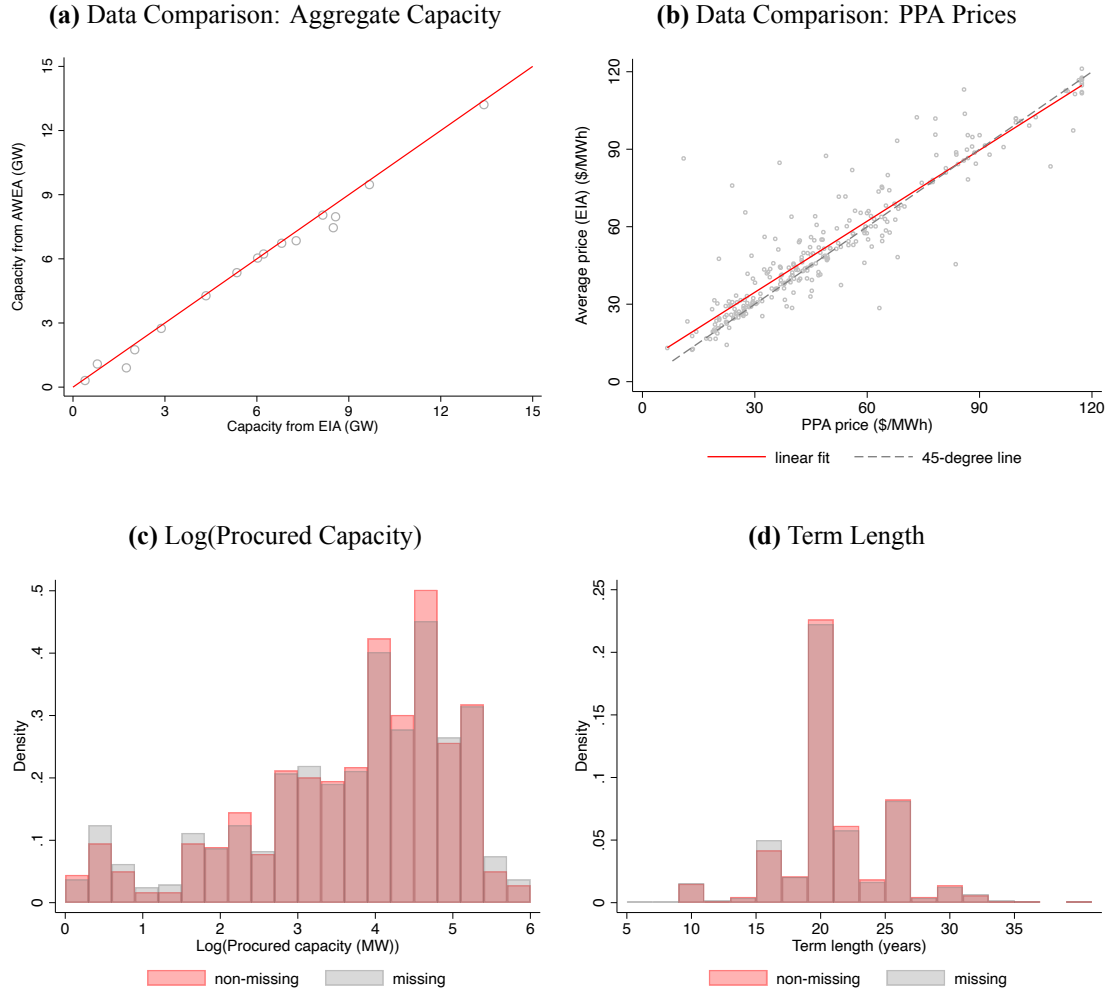 (a) Data Comparison: Aggregate Capacity
Capacity from AWEA (GW)
15
12
9
6
3
0
0 3 6 9 12 15
Capacity from EIA (GW)
(b) Data Comparison: PPA Prices
Average price (EIA) ($/MWh)
120
90
60
30
0
0 30 60 90 120
PPA price ($/MWh)
linear fit 45-degree line
(c) Log(Procured Capacity)
Density
.5
.4
.3
.2
.1
0
0 1 2 3 4 5 6
Log(Procured capacity (MW))
non-missing missing
(d) Term Length
Density
.25
.2
.15
.1
0.05
0
5 10 15 20 25 30 35
Term length (years)
non-missing missing